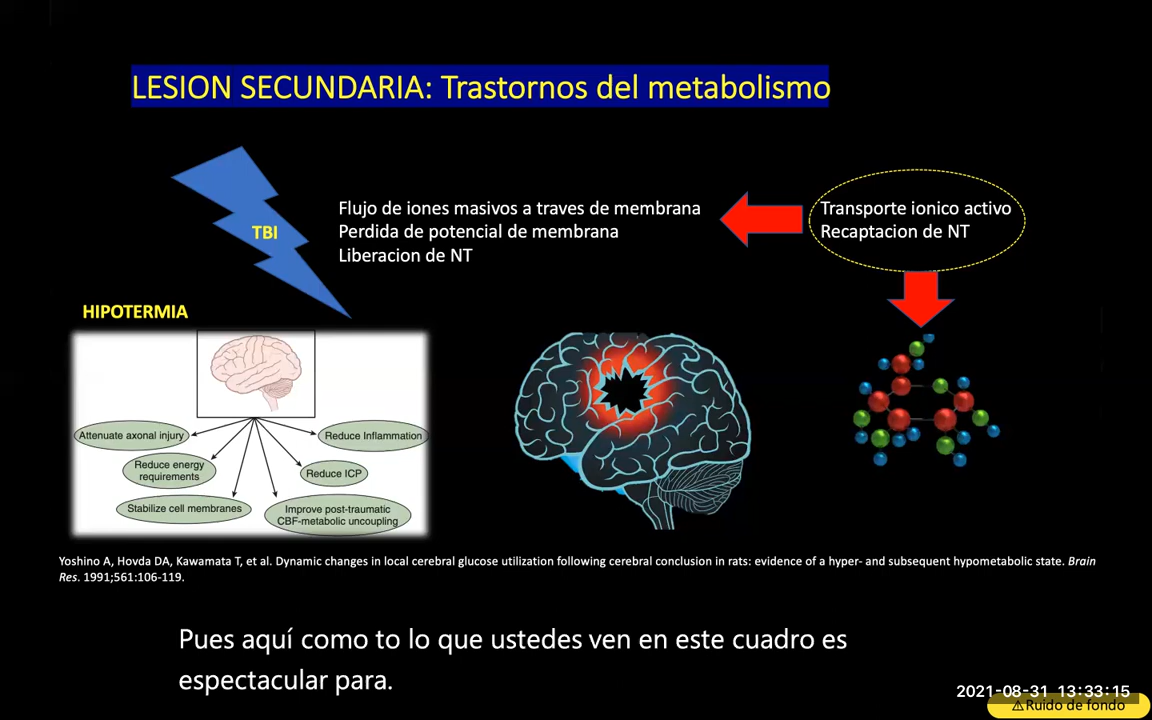 LESION SECUNDARIA: Trastornos del metabolismo
TBI
Flujo de iones masivos a traves de membrana
Perdida de potencial de membrana
Liberacion de NT
Transporte ionico activo
Recaptacion de NT
HIPOTERMIA
Attenuate axonal injury
Reduce Inflammation
Reduce energy
requirements
Reduce ICP
Stabilize cell membranes
Improve post-traumatic
CBF-metabolic uncoupling
Yoshino A, Hovda DA, Kawamata T, et al. Dynamic changes in local cerebral glucose utilization following cerebral conclusion in rats: evidence of a hyper- and subsequent hypometabolic state. Brain
Res. 1991;561:106-119.
Pues aquí como to lo que ustedes ven en este cuadro es
espectacular para.
2021-08-31 13:33:15
⚠Ruido de fondo